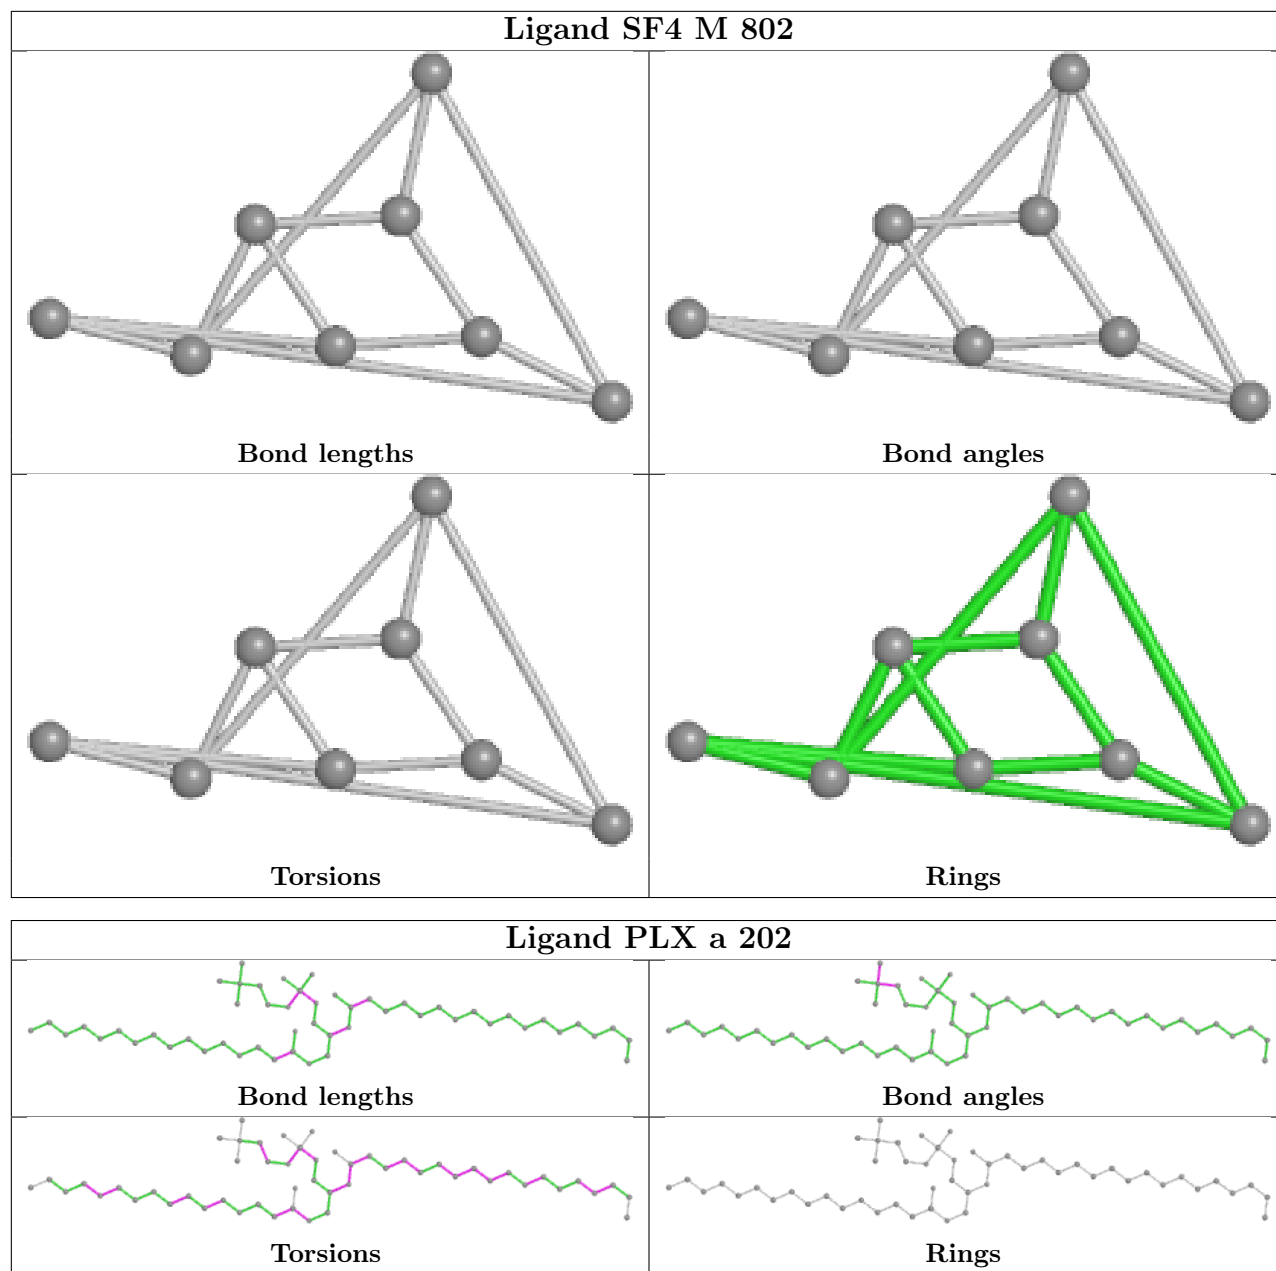 Ligand SF4 M 802
Bond lengths
Bond angles
Torsions
Rings
Ligand PLX a 202
Bond lengths
Bond angles
Torsions
Rings